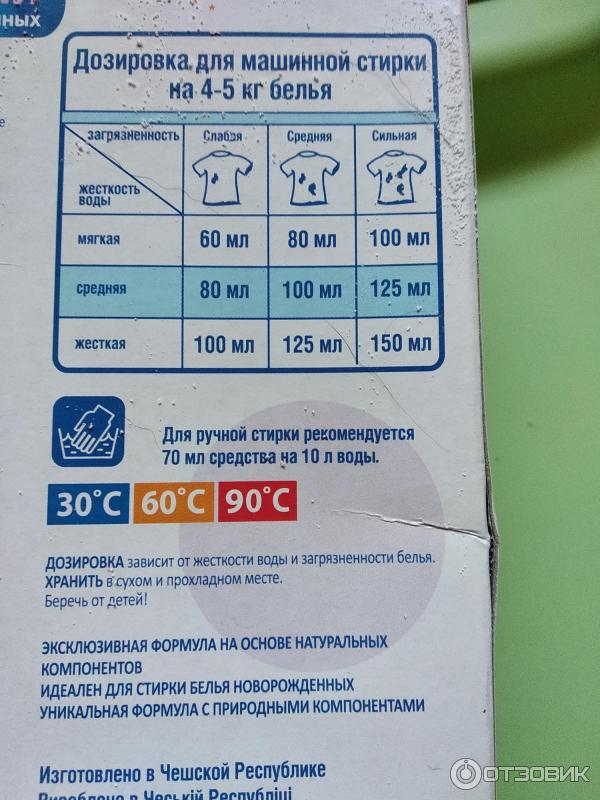 нных
Дозировка для машинной стирки
на 4-5 кг белья
загрязненность Слабая Средняя Сильная
жесткость
воды
мягкая 60 мл 80 мл 100 мл
средняя 80 мл 100 мл 125 мл
жесткая 100 мл 125 мл 150 мл
Для ручной стирки рекомендуется
70 мл средства на 10 л воды.
30°C 60°C 90°C
ДОЗИРОВКА зависит от жесткости воды и загрязненности белья.
ХРАНИТЬ в сухом и прохладном месте.
Беречь от детей!
ЭКСКЛЮЗИВНАЯ ФОРМУЛА НА ОСНОВЕ НАТУРАЛЬНЫХ
КОМПОНЕНТОВ
ИДЕАЛЕН ДЛЯ СТИРКИ БЕЛЬЯ НОВОРОЖДЕННЫХ
УНИКАЛЬНАЯ ФОРМУЛА С ПРИРОДНЫМИ КОМПОНЕНТАМИ
Изготовлено в Чешской Республике
Вироблено в Чеській Республіці
ОТЗОВИК